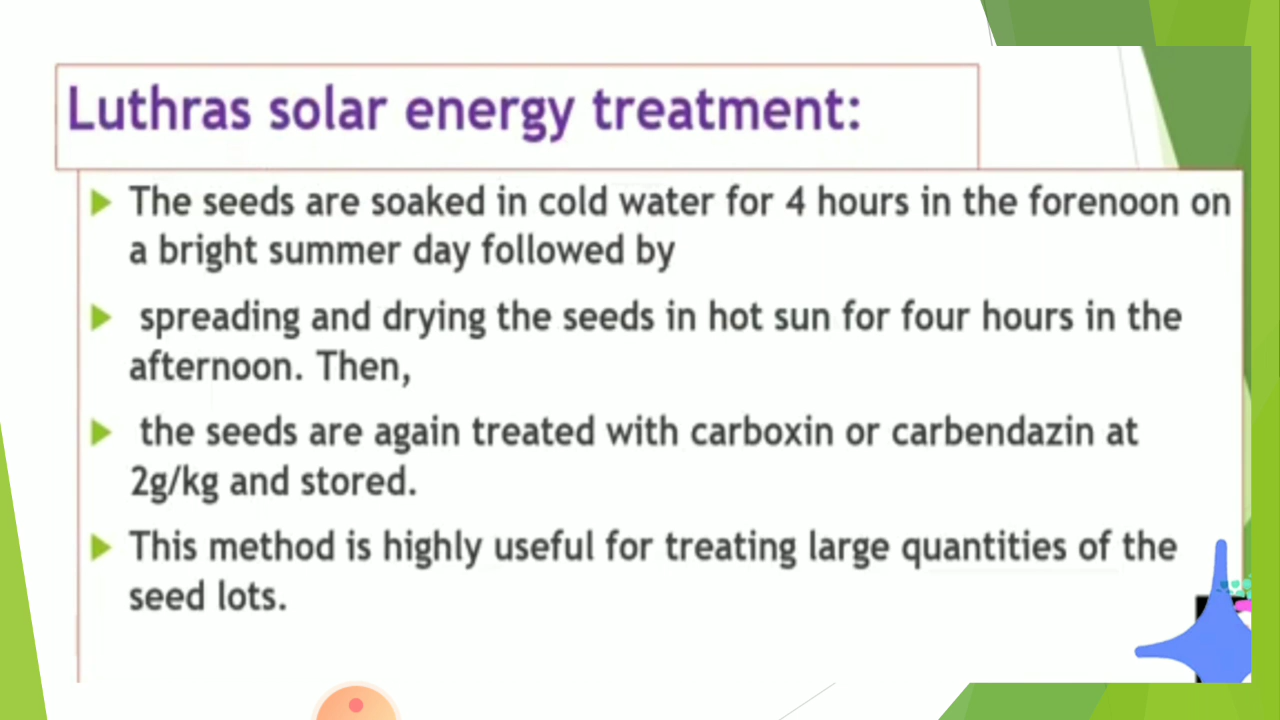 Luthras solar energy treatment:
The seeds are soaked in cold water for 4 hours in the forenoon on
a bright summer day followed by
spreading and drying the seeds in hot sun for four hours in the
afternoon. Then,
the seeds are again treated with carboxin or carbendazin at
2g/kg and stored.
This method is highly useful for treating large quantities of the
seed lots.